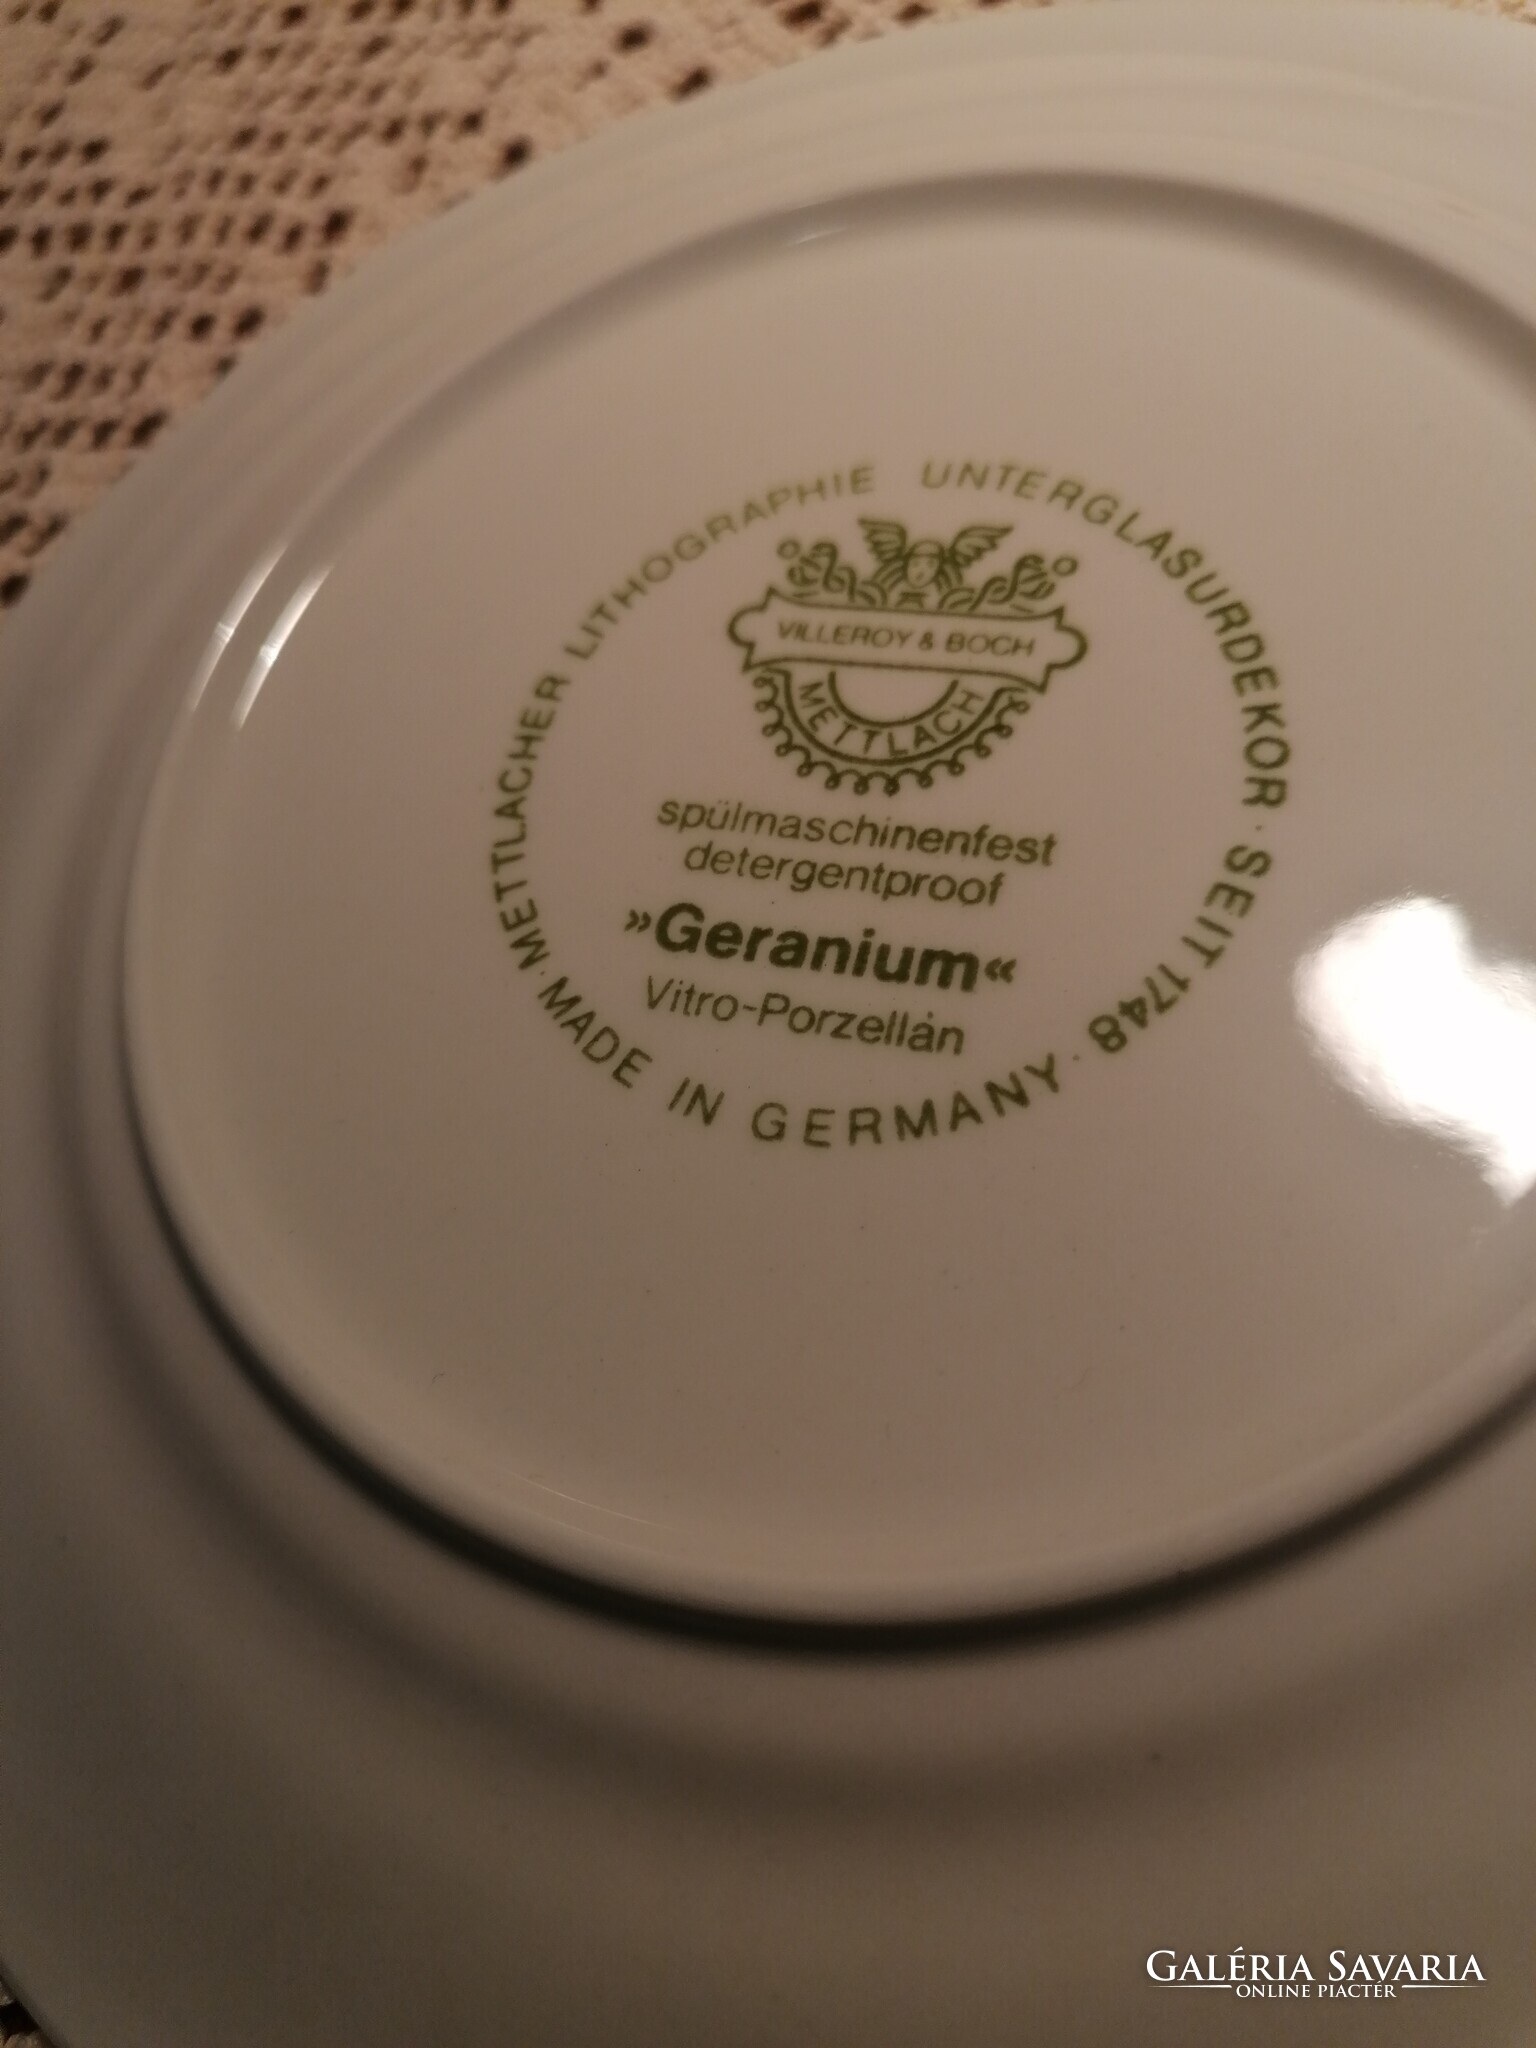 METTLACHER LITHOGRAPHIE UNTERGLASURDEKOR · SEIT 1748 ·
VILLEROY & BOCH
METTLACH
spülmaschinenfest
detergentproof
»Geranium«
Vitro-Porzellan
MADE IN GERMANY ·
GALÉRIA SAVARIA
ONLINE PIACTÉR